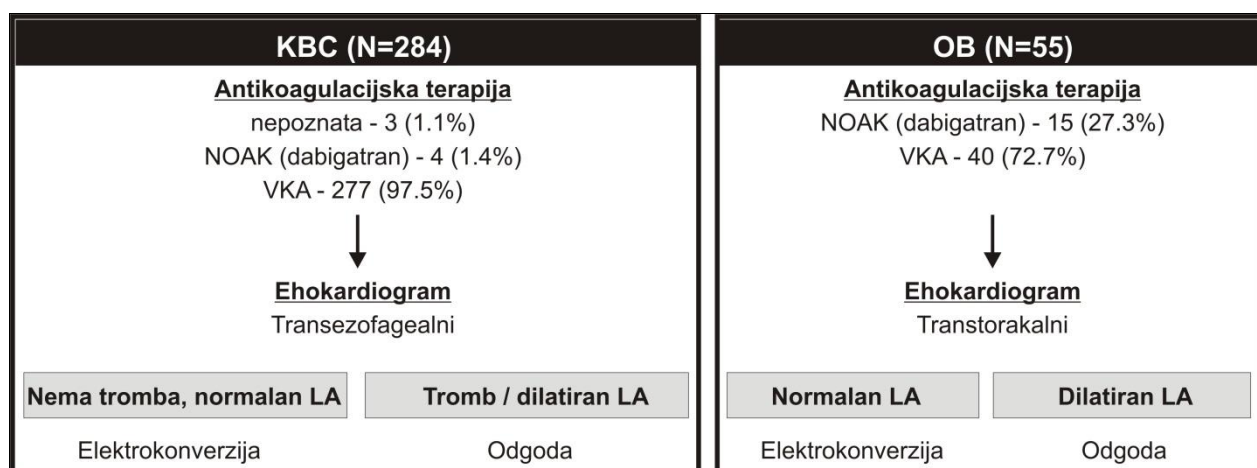 KBC (N=284)
Antikoagulacijska terapija
nepoznata - 3 (1.1%)
NOAK (dabigatran) - 4 (1.4%)
VKA - 277 (97.5%)
Ehokardiogram
Transezofagealni
Nema tromba, normalan LA
Tromb / dilatiran LA
Elektrokonverzija
Odgoda
OB (N=55)
Antikoagulacijska terapija
NOAK (dabigatran) - 15 (27.3%)
VKA - 40 (72.7%)
Ehokardiogram
Transtorakalni
Normalan LA
Dilatiran LA
Elektrokonverzija
Odgoda